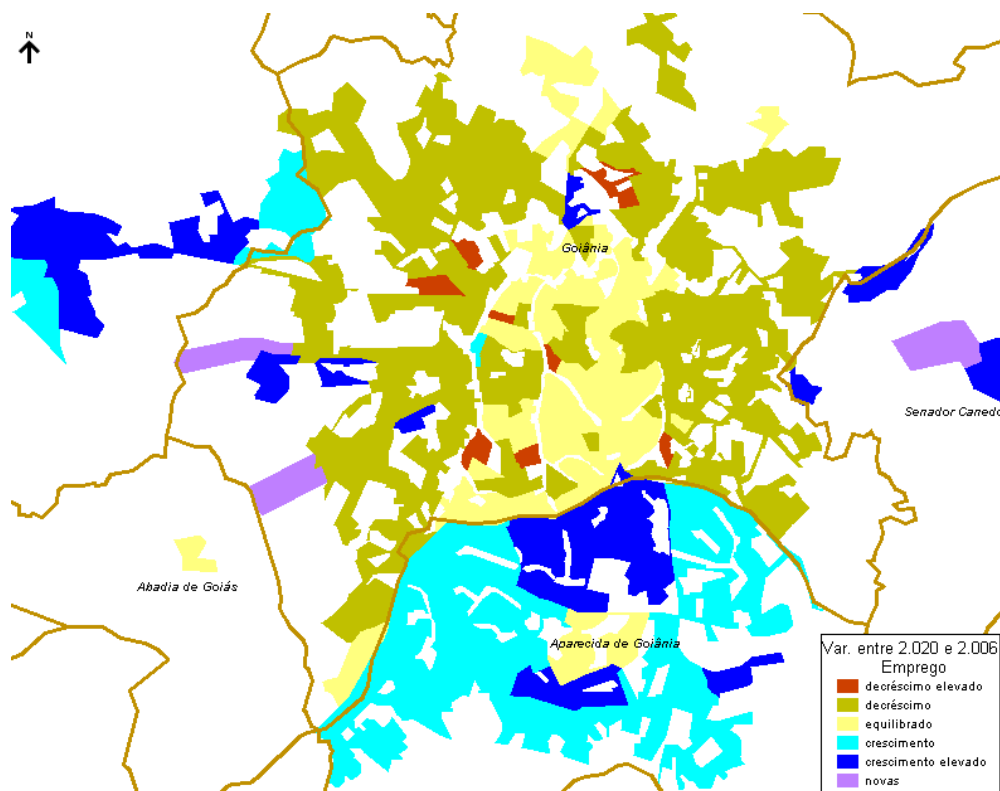 N
Goiânia
Senador Canedo
Abadia de Goiás
Aparecida de Goiânia
Var. entre 2.020 e 2.006
Emprego
decréscimo elevado
decréscimo
equilibrado
crescimento
crescimento elevado
novas